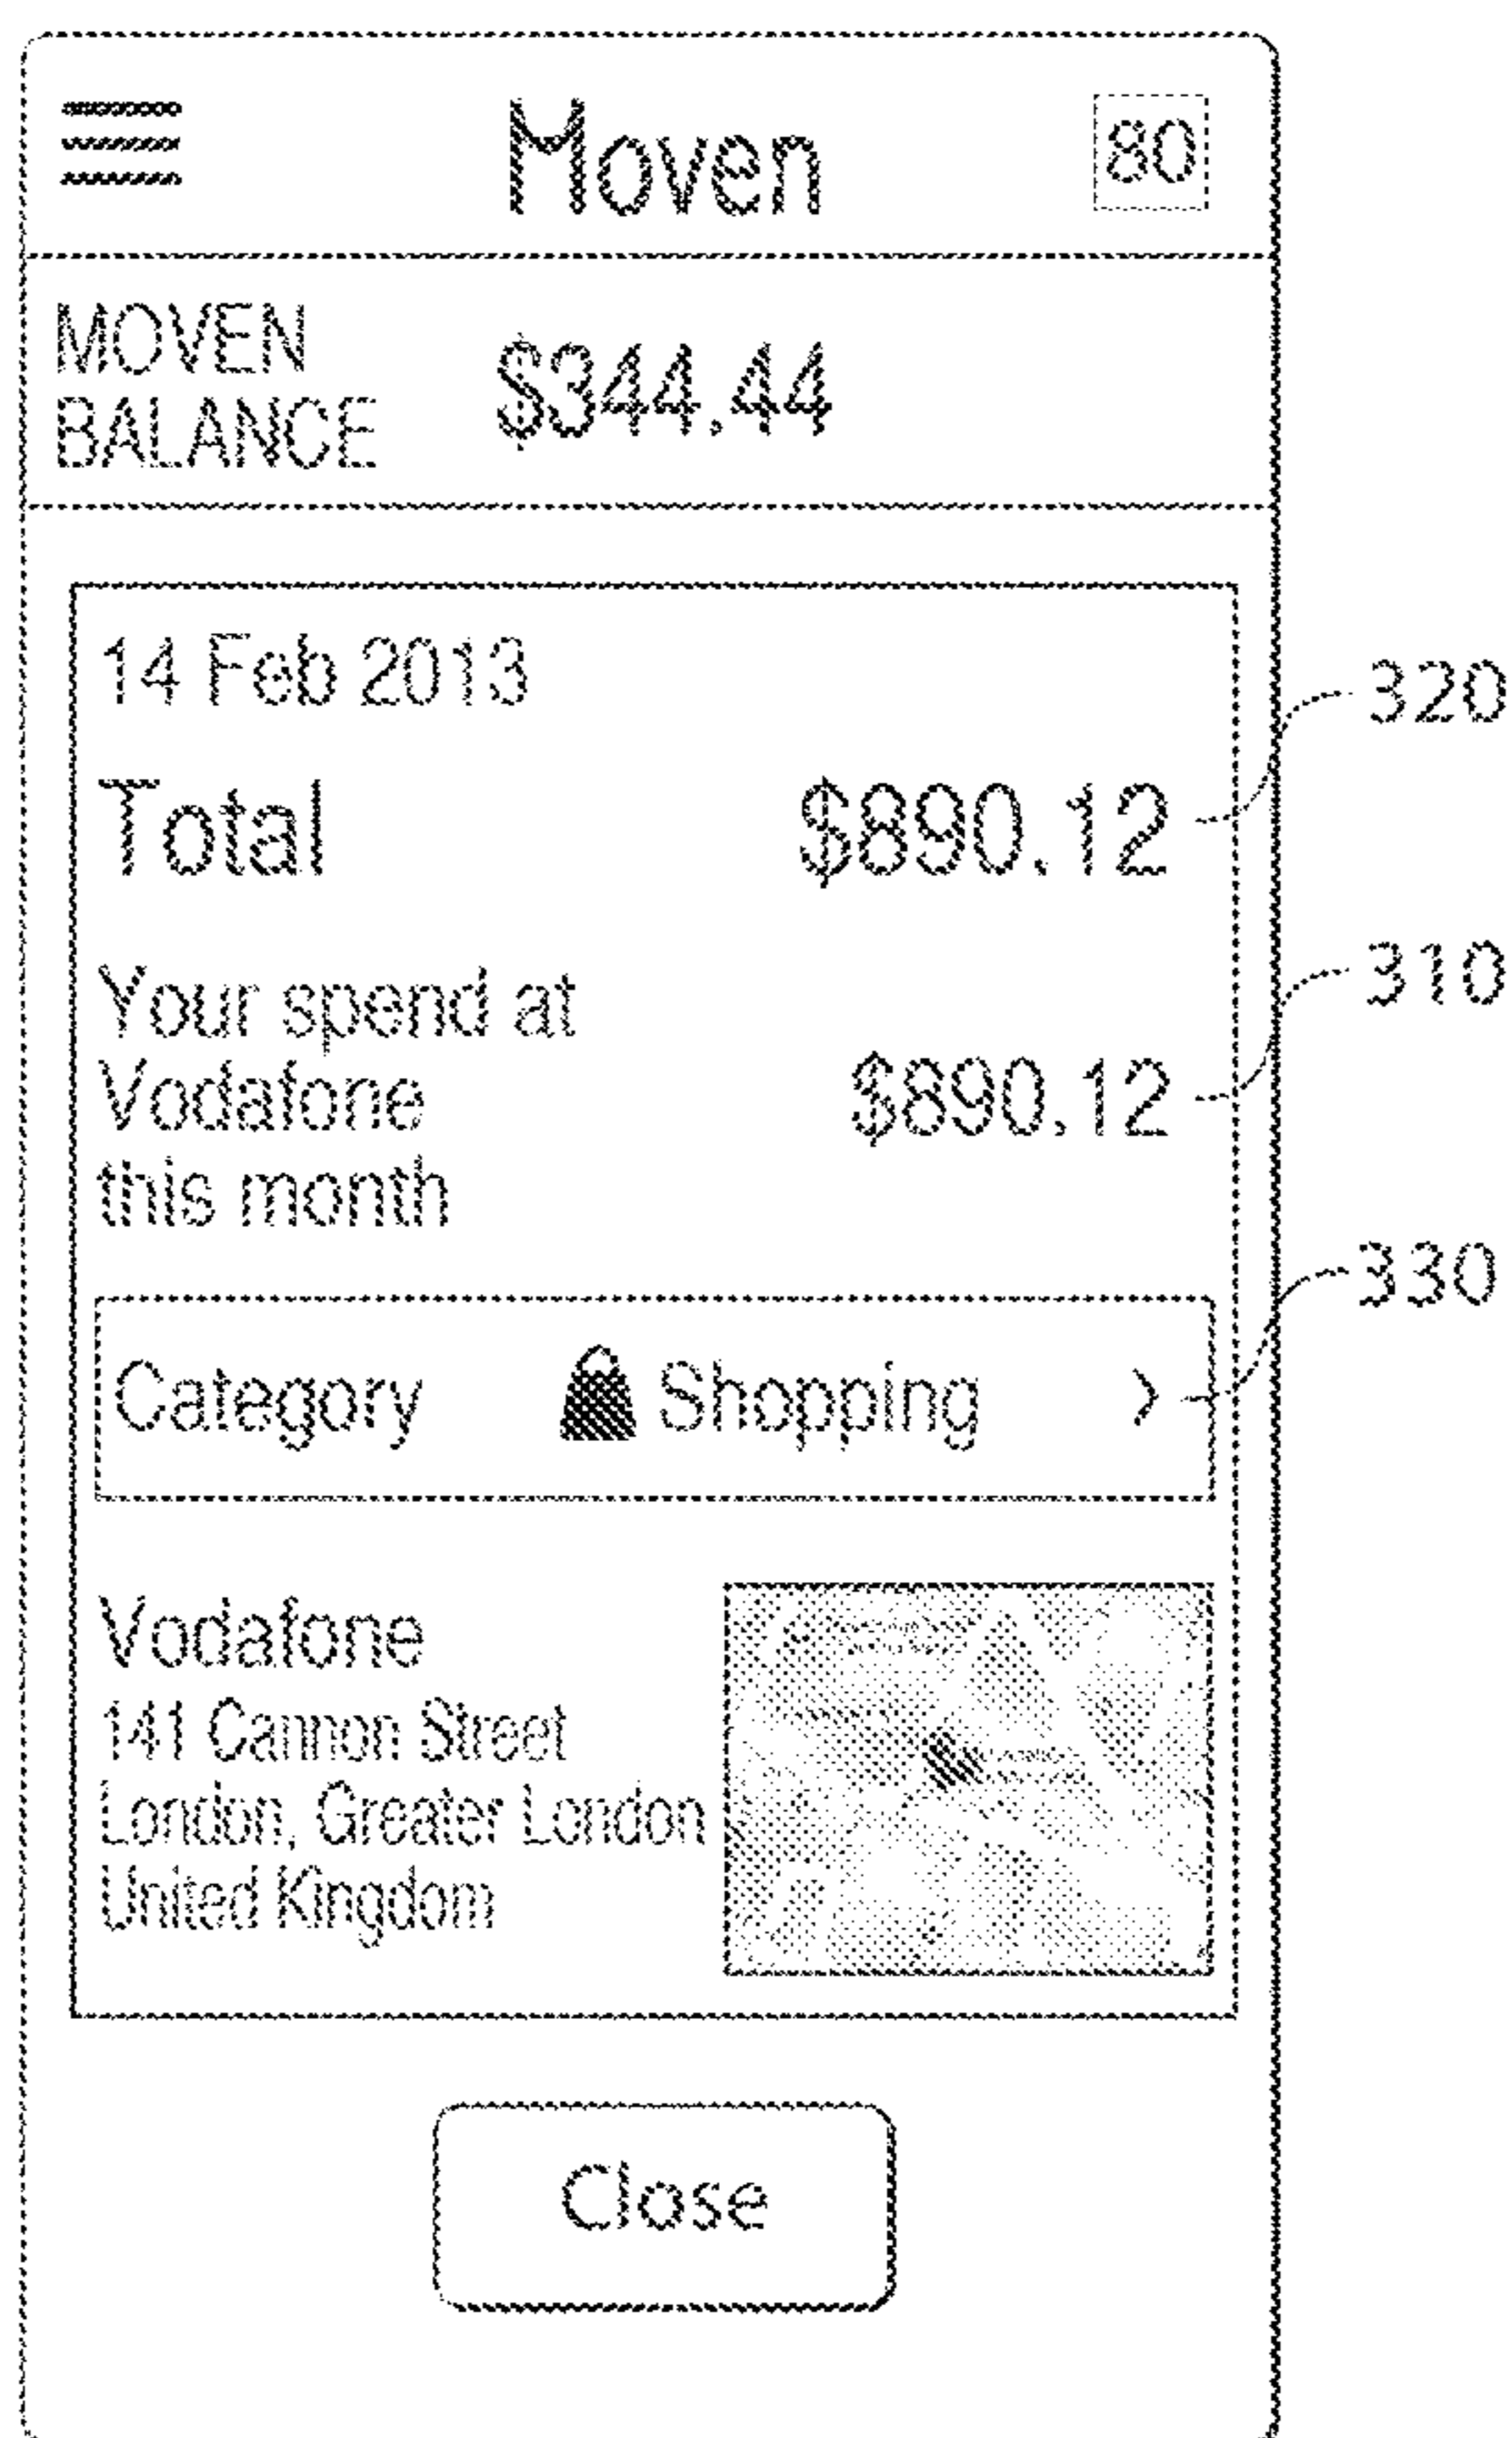 Moven
80
MOVEN
BALANCE
$344.44
14 Feb 2013
320
Total $890.12
310
Your spend at
Vodafone $890.12
this month
330
Category Shopping >
Vodafone
141 Cannon Street
London, Greater London
United Kingdom
Close